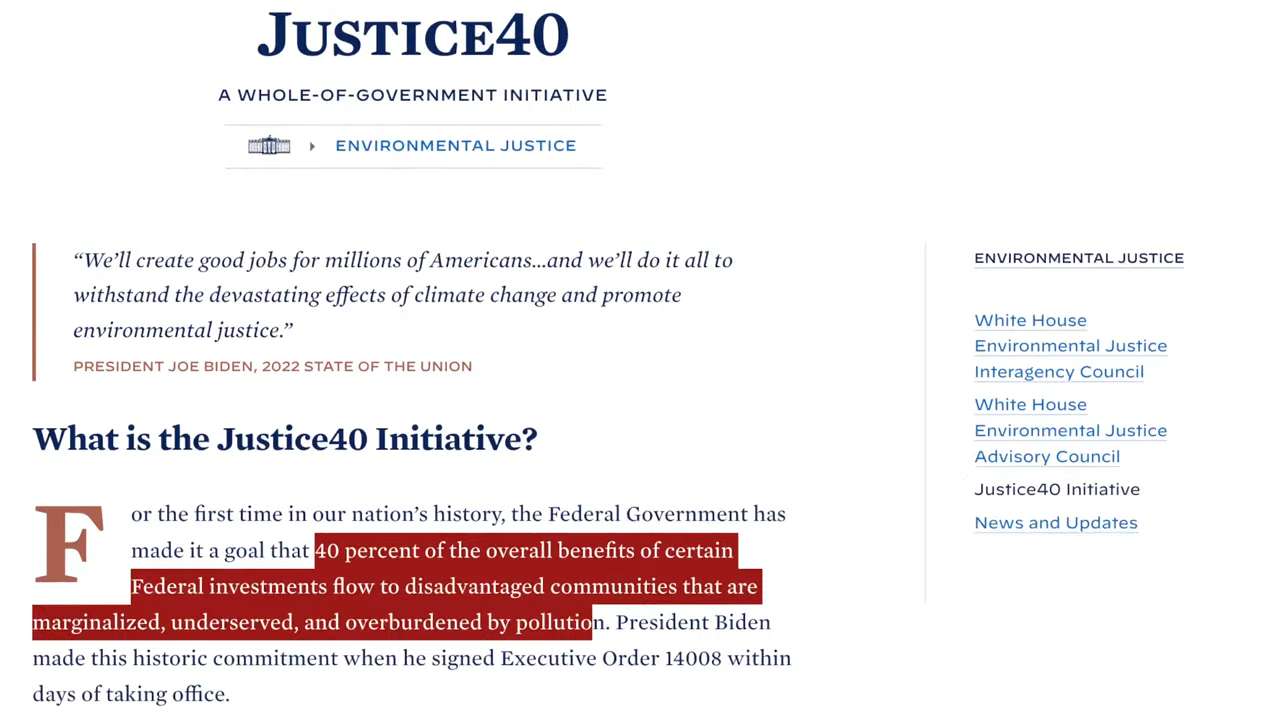 JUSTICE40
A WHOLE-OF-GOVERNMENT INITIATIVE
ENVIRONMENTAL JUSTICE
“We’ll create good jobs for millions of Americans...and we’ll do it all to
withstand the devastating effects of climate change and promote
environmental justice.”
PRESIDENT JOE BIDEN, 2022 STATE OF THE UNION
What is the Justice40 Initiative?
For the first time in our nation’s history, the Federal Government has
made it a goal that 40 percent of the overall benefits of certain
Federal investments flow to disadvantaged communities that are
marginalized, underserved, and overburdened by pollution. President Biden
made this historic commitment when he signed Executive Order 14008 within
days of taking office.
ENVIRONMENTAL JUSTICE
White House
Environmental Justice
Interagency Council
White House
Environmental Justice
Advisory Council
Justice40 Initiative
News and Updates